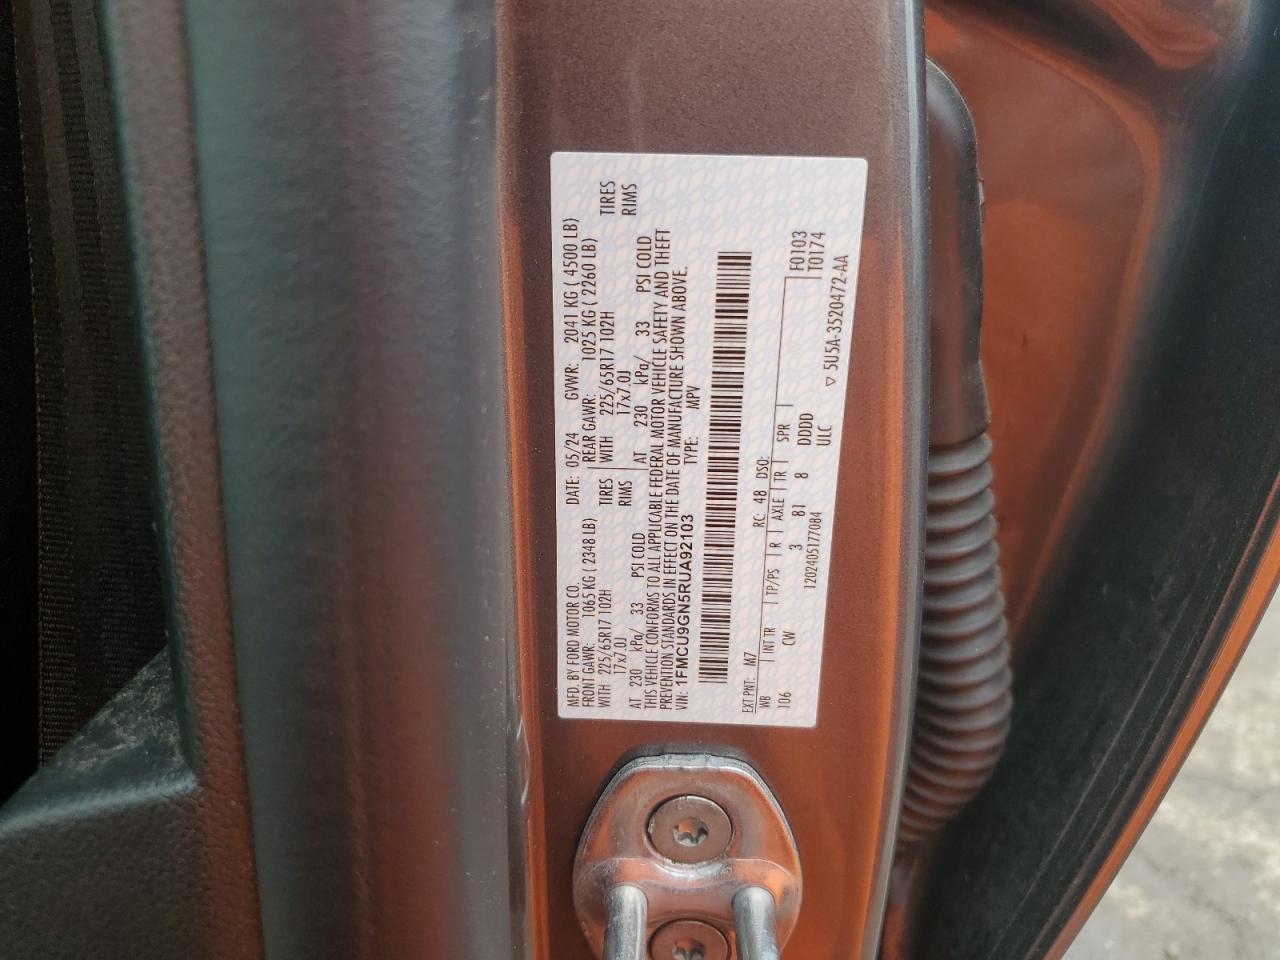 MFD. BY FORD MOTOR CO. DATE: 05/24 GVWR: 2041 KG ( 4500 LB)
FRONT GAWR: 1065 KG ( 2348 LB) REAR GAWR: 1025 KG ( 2260 LB)
WITH 225/65R17 102H TIRES WITH 225/65R17 102H TIRES
17x7.0J RIMS 17x7.0J RIMS
AT 230 kPa/ 33 PSI COLD AT 230 kPa/ 33 PSI COLD
THIS VEHICLE CONFORMS TO ALL APPLICABLE FEDERAL MOTOR VEHICLE SAFETY AND THEFT
PREVENTION STANDARDS IN EFFECT ON THE DATE OF MANUFACTURE SHOWN ABOVE.
VIN: 1FMCU9GN5RUA92103 TYPE: MPV
EXT PNT: M7 RC: 48 DSO:
WB INT TR TP/PS R AXLE TR SPR F0103
106 CW 3 81 8 DDDD T0174
1202405177084 ULC ▽ 5U5A-3520472-AA